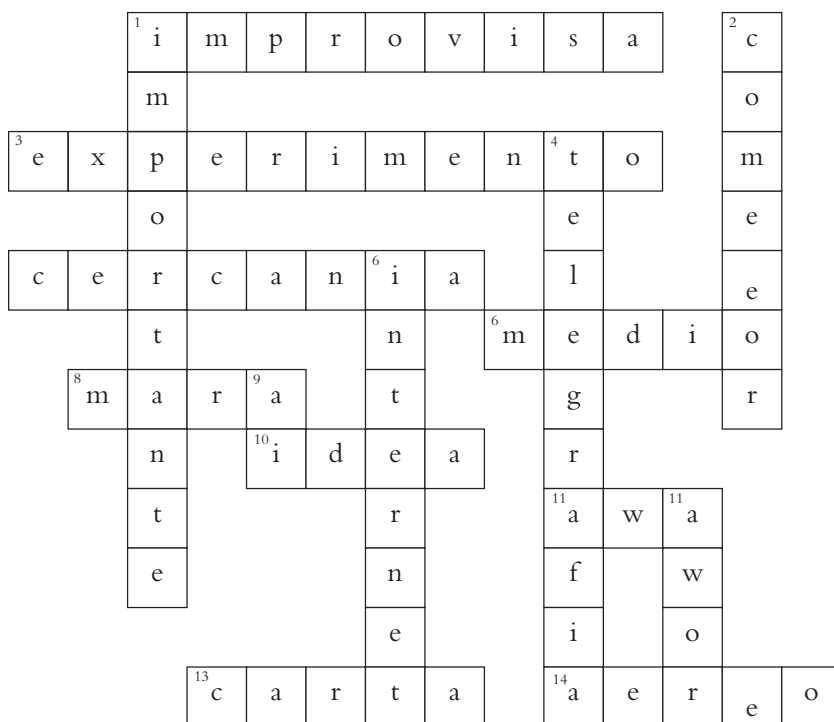 1 i m p r o v i s a 2 c
m o
3 e x p e r i m e n 4 t o m
o e e
c e r c a n 6 i a l e
t n 6 m e d i o
8 m a r 9 a t g r
n 10 i d e a r
t r 11 a w 11 a
e n f w
e i o
13 c a r t a 14 a e r e o